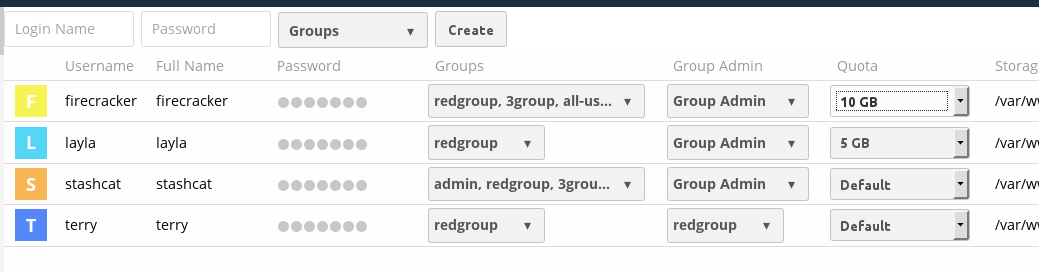 Login Name Password Groups Create
Username Full Name Password Groups Group Admin Quota Storag
F firecracker firecracker redgroup, 3group, all-us... Group Admin 10 GB /var/w
L layla layla redgroup Group Admin 5 GB /var/w
S stashcat stashcat admin, redgroup, 3grou... Group Admin Default /var/w
T terry terry redgroup redgroup Default /var/w